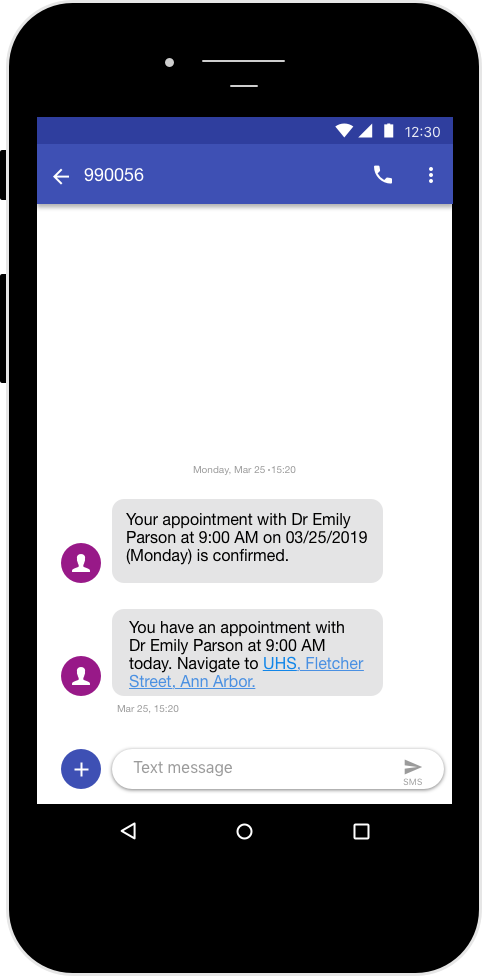 12:30
990056
Monday, Mar 25 •15:20
Your appointment with Dr Emily
Parson at 9:00 AM on 03/25/2019
(Monday) is confirmed.
You have an appointment with
Dr Emily Parson at 9:00 AM
today. Navigate to UHS, Fletcher
Street, Ann Arbor.
Mar 25, 15:20
Text message
SMS